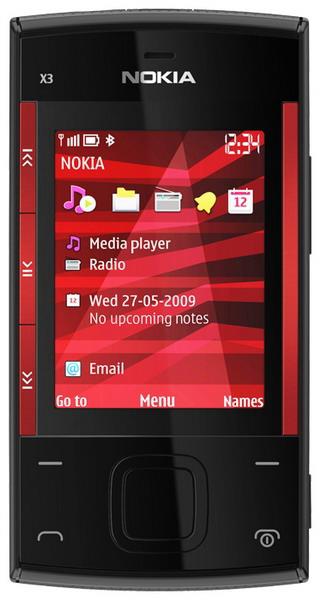 X3 NOKIA
12:34
NOKIA
12
Media player
Radio
12
Wed 27-05-2009
No upcoming notes
@ Email
Go to Menu Names